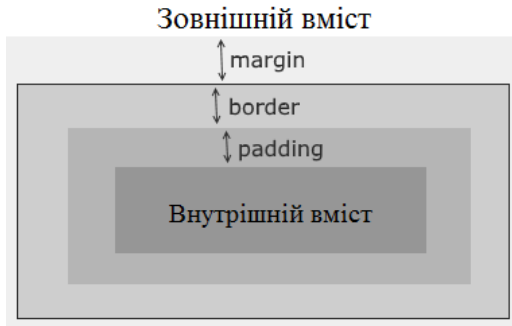 Зовнішній вміст
margin
border
padding
Внутрішній вміст